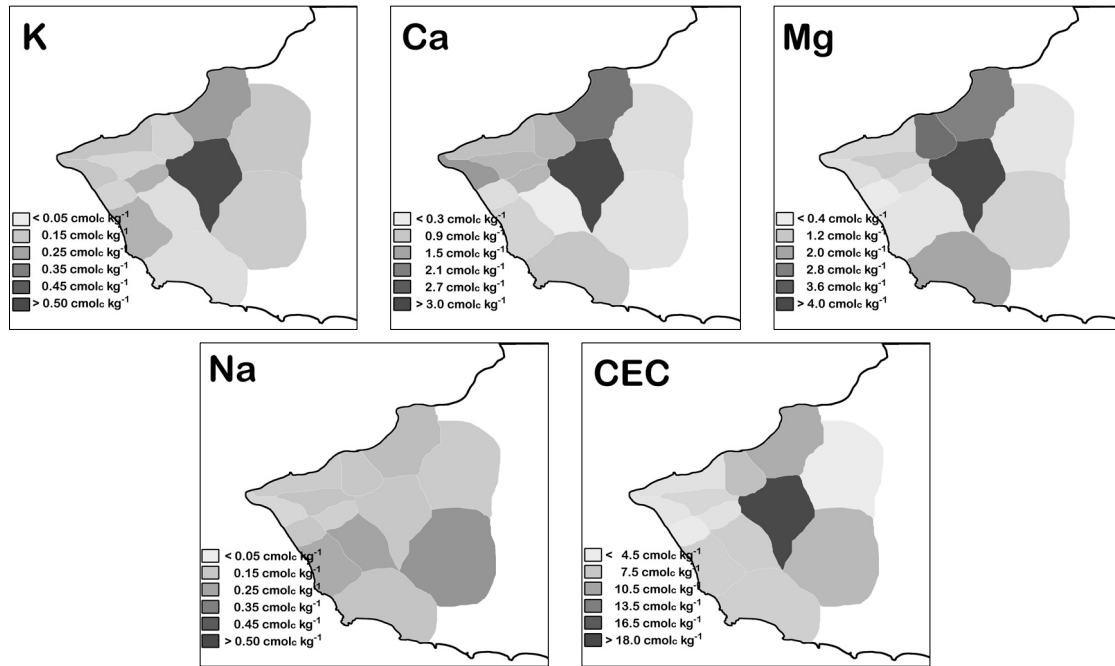 K
< 0.05 cmolc kg-1
0.15 cmolc kg-1
0.25 cmolc kg-1
0.35 cmolc kg-1
0.45 cmolc kg-1
> 0.50 cmolc kg-1
Ca
< 0.3 cmolc kg-1
0.9 cmolc kg-1
1.5 cmolc kg-1
2.1 cmolc kg-1
2.7 cmolc kg-1
> 3.0 cmolc kg-1
Mg
< 0.4 cmolc kg-1
1.2 cmolc kg-1
2.0 cmolc kg-1
2.8 cmolc kg-1
3.6 cmolc kg-1
> 4.0 cmolc kg-1
Na
< 0.05 cmolc kg-1
0.15 cmolc kg-1
0.25 cmolc kg-1
0.35 cmolc kg-1
0.45 cmolc kg-1
> 0.50 cmolc kg-1
CEC
< 4.5 cmolc kg-1
7.5 cmolc kg-1
10.5 cmolc kg-1
13.5 cmolc kg-1
16.5 cmolc kg-1
> 18.0 cmolc kg-1